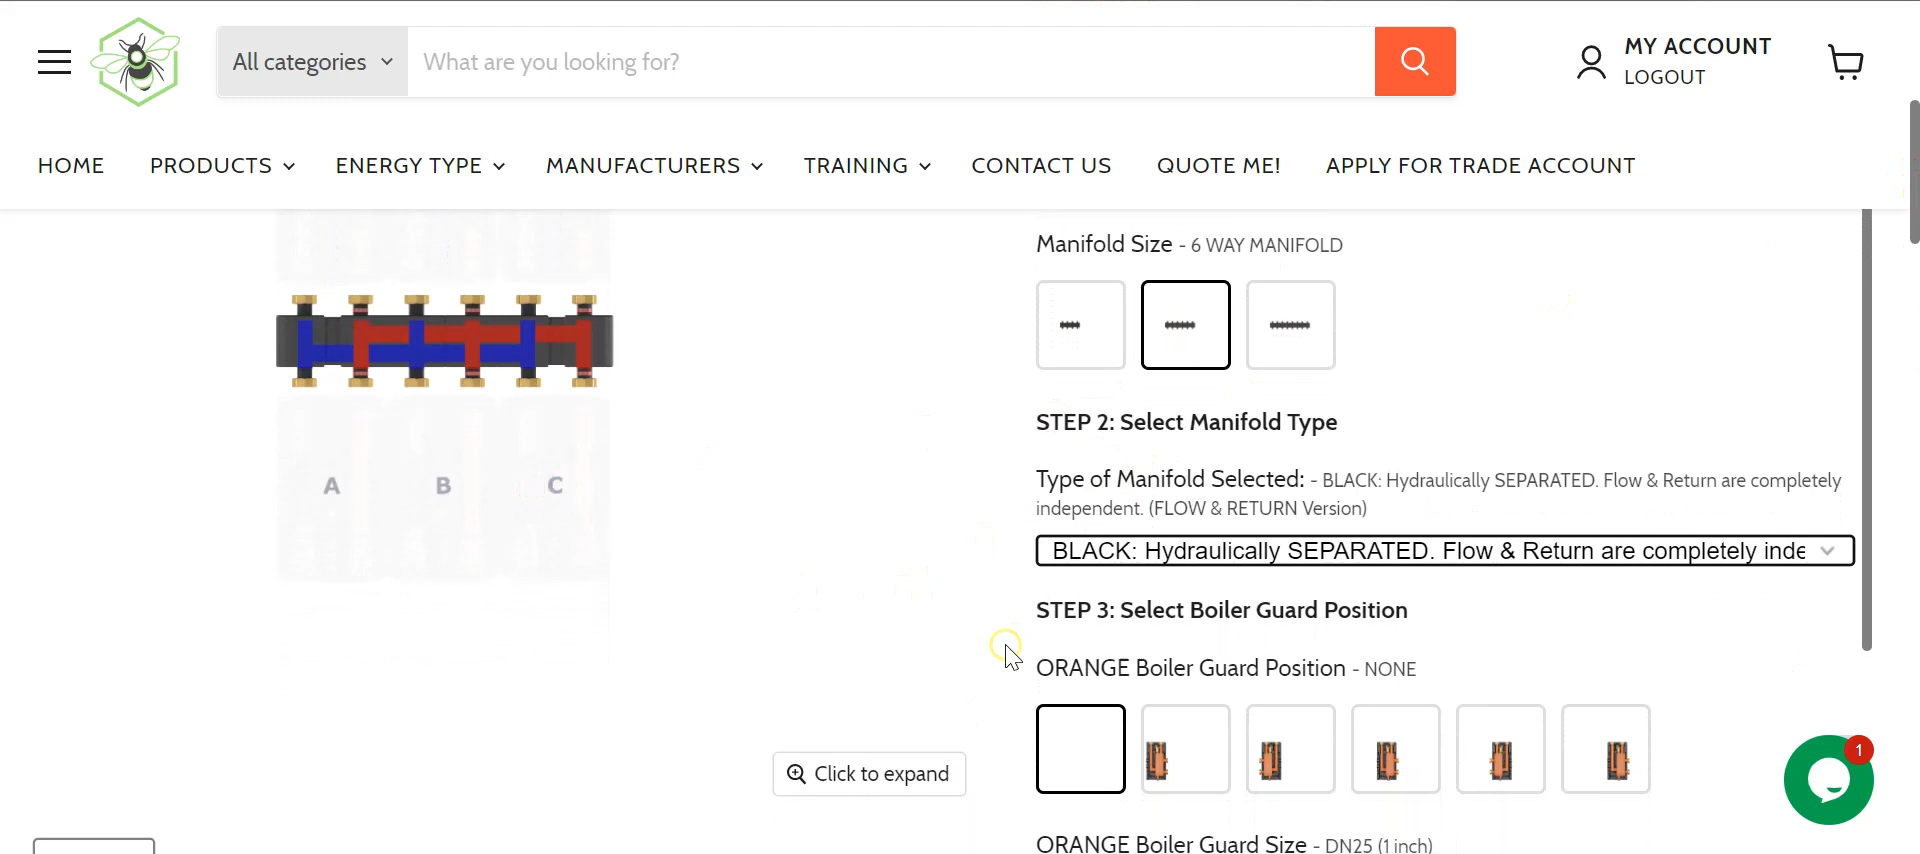 All categories
What are you looking for?
MY ACCOUNT
LOGOUT
HOME
PRODUCTS
ENERGY TYPE
MANUFACTURERS
TRAINING
CONTACT US
QUOTE ME!
APPLY FOR TRADE ACCOUNT
A
B
C
Click to expand
Manifold Size - 6 WAY MANIFOLD
STEP 2: Select Manifold Type
Type of Manifold Selected: - BLACK: Hydraulically SEPARATED. Flow & Return are completely
independent. (FLOW & RETURN Version)
BLACK: Hydraulically SEPARATED. Flow & Return are completely inde
STEP 3: Select Boiler Guard Position
ORANGE Boiler Guard Position - NONE
1
ORANGE Boiler Guard Size - DN25 (1 inch)